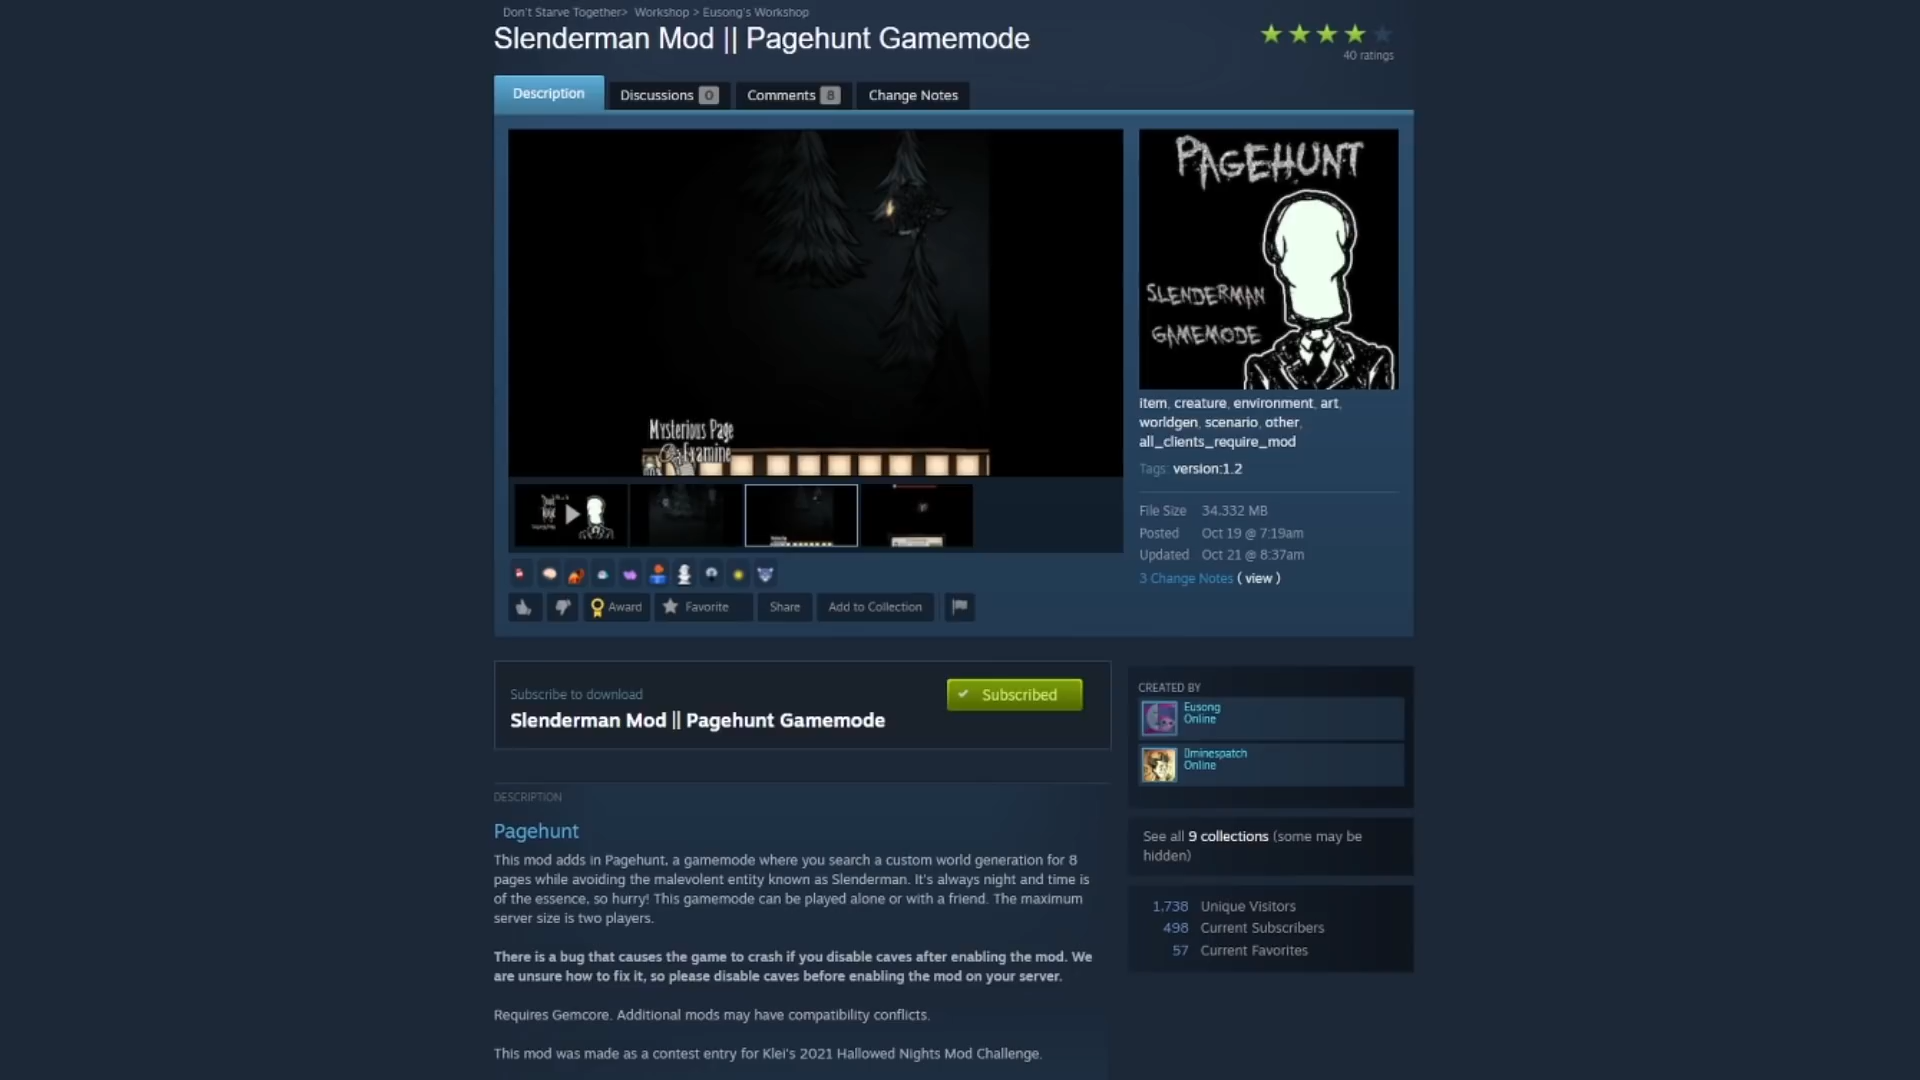 Don't Starve Together> Workshop > Eusong's Workshop
Slenderman Mod || Pagehunt Gamemode
40 ratings
Description
Discussions 0
Comments 8
Change Notes
PAGEHUNT
SLENDERMAN
GAMEMODE
Mysterious Page
Examine
item, creature, environment, art,
worldgen, scenario, other,
all_clients_require_mod
Tags: version:1.2
File Size 34.332 MB
Posted Oct 19 @ 7:19am
Updated Oct 21 @ 8:37am
3 Change Notes ( view )
Award
Favorite
Share
Add to Collection
Subscribe to download
Slenderman Mod || Pagehunt Gamemode
Subscribed
CREATED BY
Eusong
Online
minespatch
Online
See all 9 collections (some may be
hidden)
1,738 Unique Visitors
498 Current Subscribers
57 Current Favorites
DESCRIPTION
Pagehunt
This mod adds in Pagehunt, a gamemode where you search a custom world generation for 8
pages while avoiding the malevolent entity known as Slenderman. It's always night and time is
of the essence, so hurry! This gamemode can be played alone or with a friend. The maximum
server size is two players.
There is a bug that causes the game to crash if you disable caves after enabling the mod. We
are unsure how to fix it, so please disable caves before enabling the mod on your server.
Requires Gemcore. Additional mods may have compatibility conflicts.
This mod was made as a contest entry for Klei's 2021 Hallowed Nights Mod Challenge.